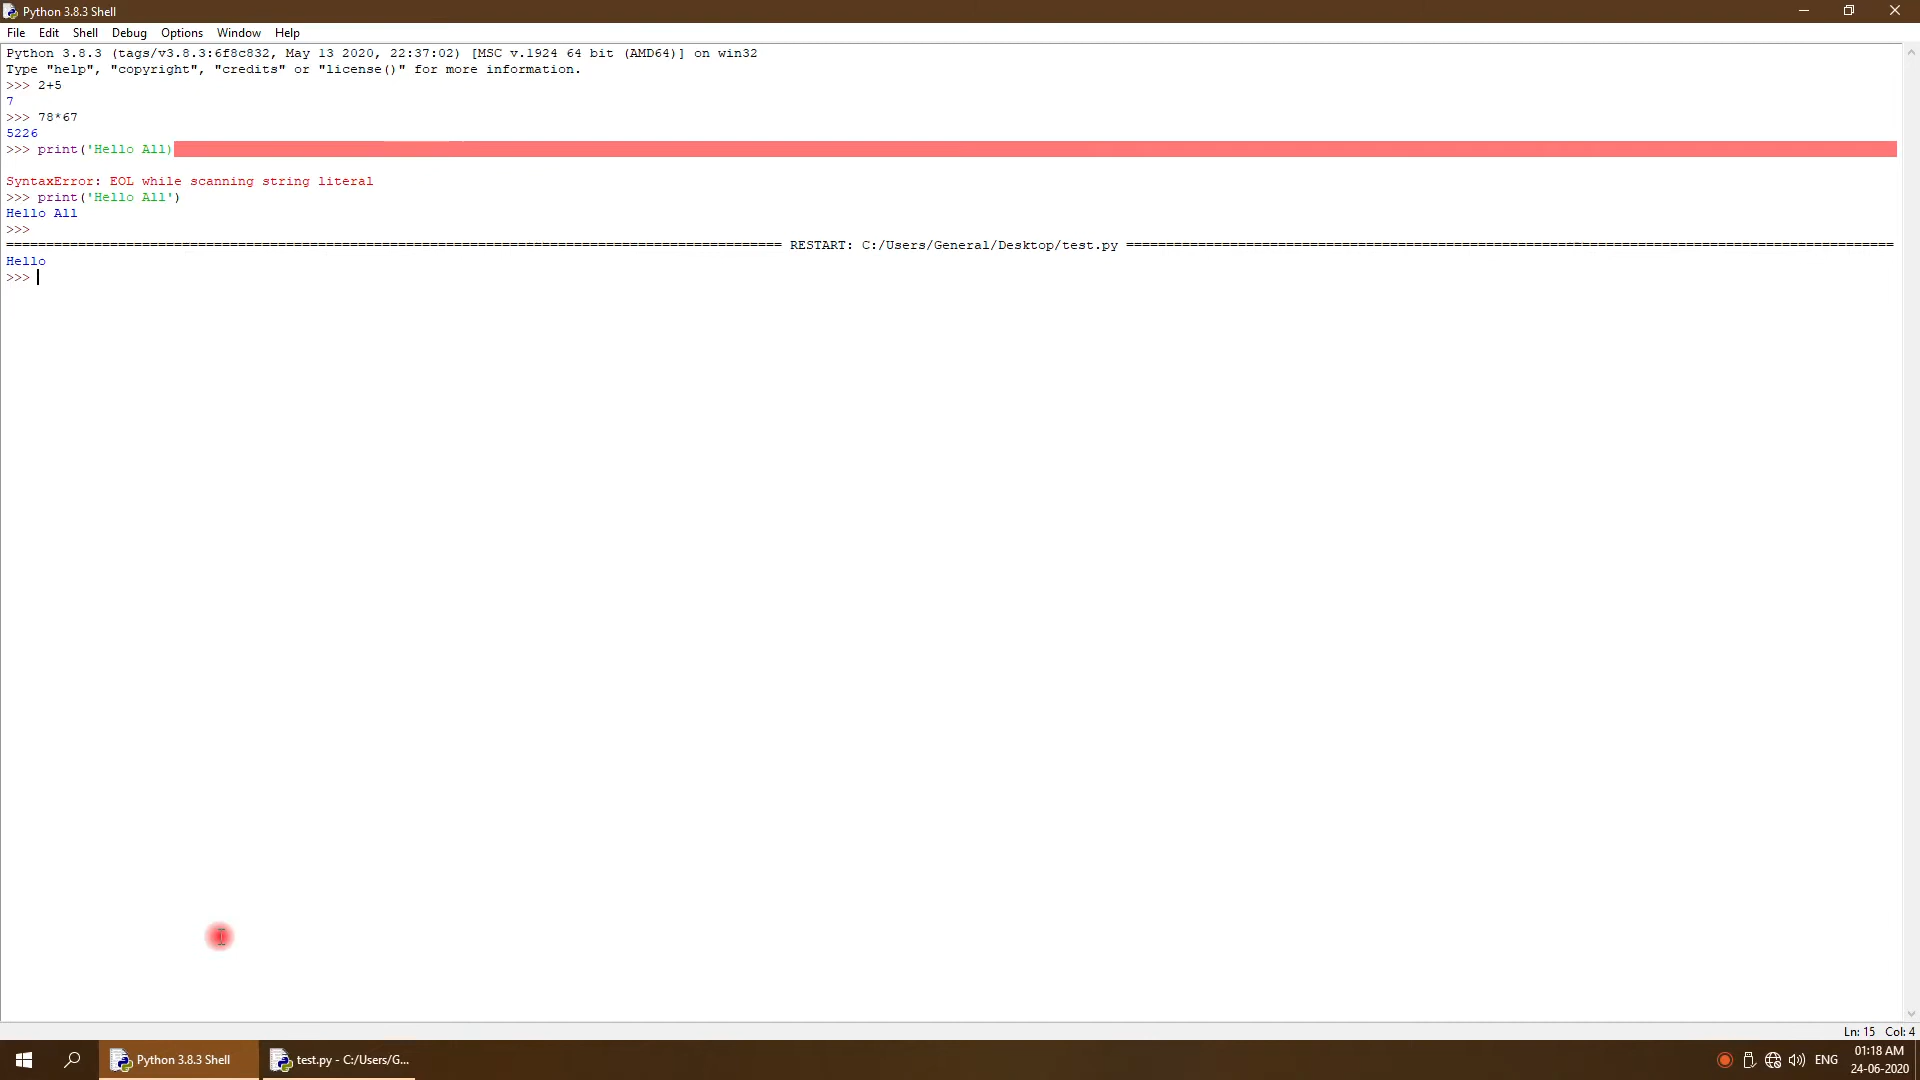 Python 3.8.3 Shell
File Edit Shell Debug Options Window Help
Python 3.8.3 (tags/v3.8.3:6f8c832, May 13 2020, 22:37:02) [MSC v.1924 64 bit (AMD64)] on win32
Type "help", "copyright", "credits" or "license()" for more information.
>>> 2+5
7
>>> 78*67
5226
>>> print('Hello All)
SyntaxError: EOL while scanning string literal
>>> print('Hello All')
Hello All
>>>
================================================================================================= RESTART: C:/Users/General/Desktop/test.py ================================================================================================
Hello
>>>
Ln: 15 Col: 4
Python 3.8.3 Shell
test.py - C:/Users/G...
ENG
01:18 AM
24-06-2020